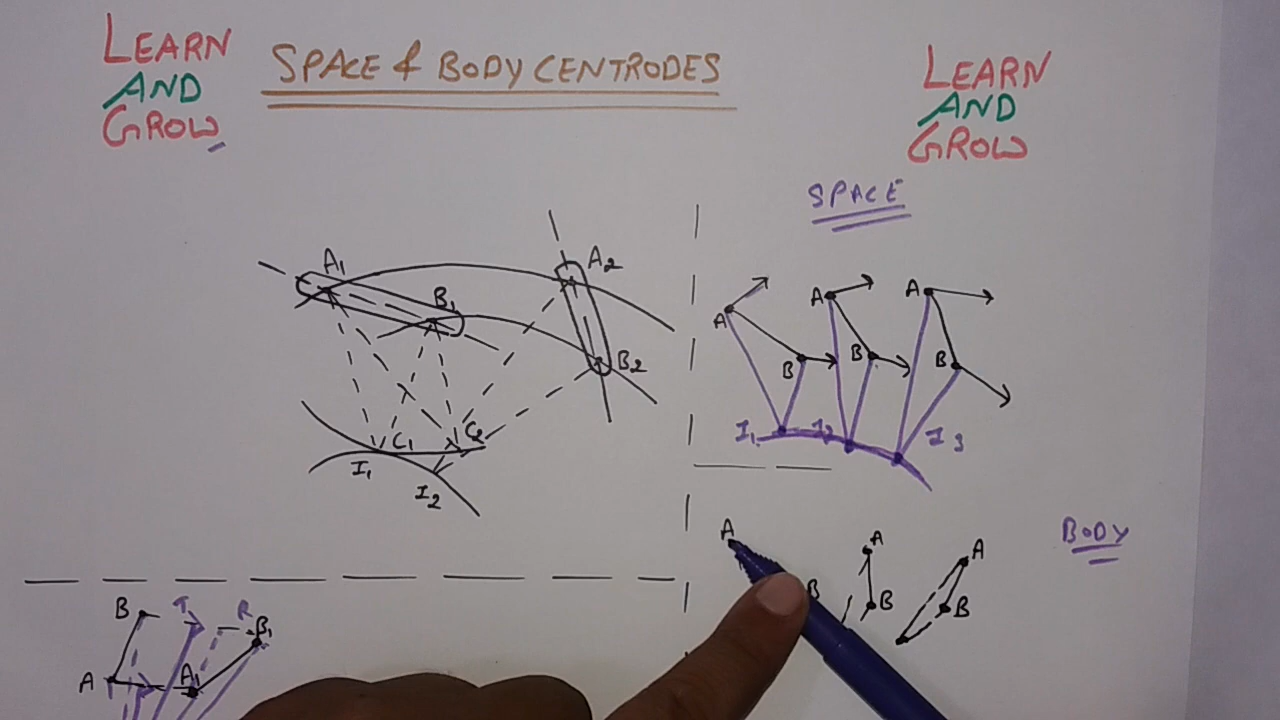 LEARN
AND
GROW
SPACE & BODY CENTRODES
LEARN
AND
GROW
SPACE
A1
B1
A2
B2
C1
C2
I1
I2
A
B
A
B
A
B
I1
I2
I3
BODY
A
B
A
B
A
B
B
T
R
B1
A
A1